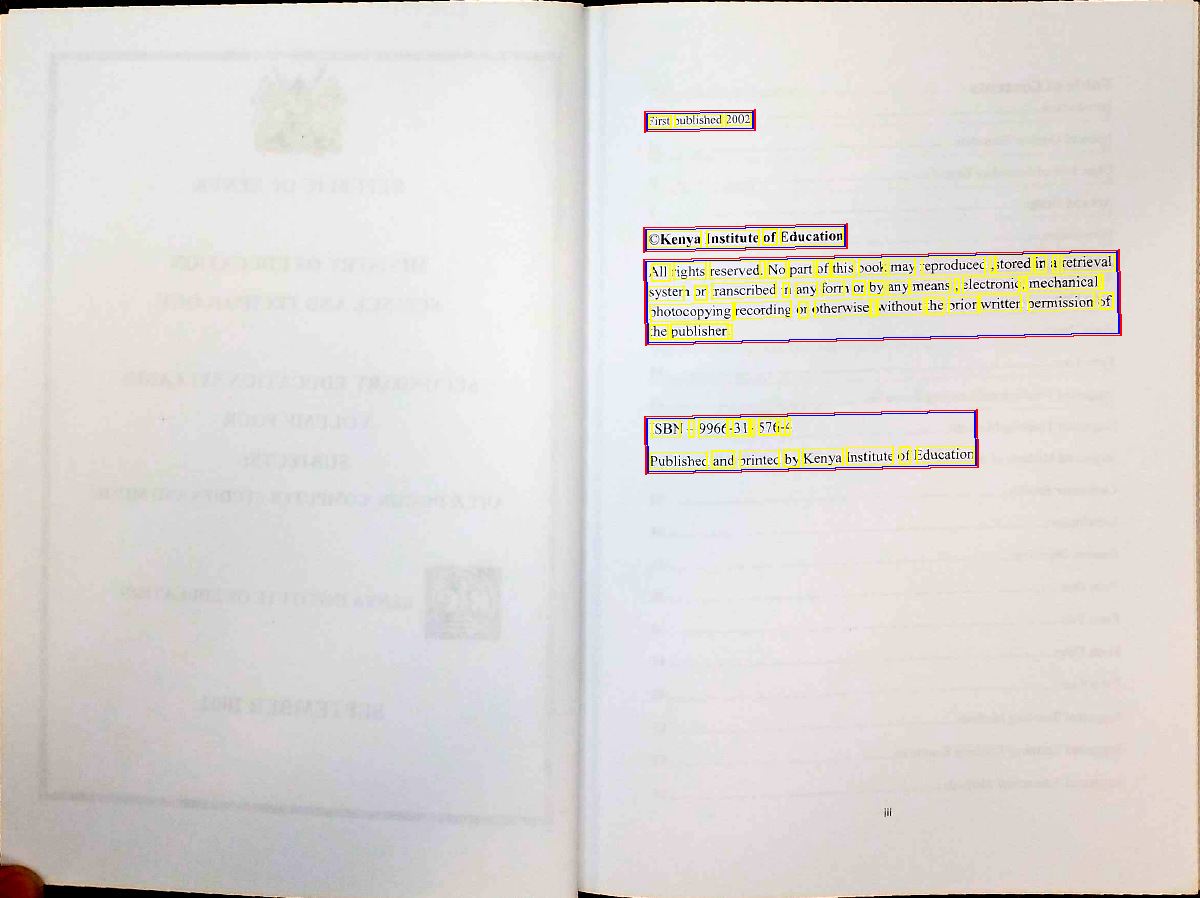 First published 2002
©Kenya Institute of Education
All rights reserved. No part of this book may reproduced ,stored in a retrieval
system or transcribed in any form or by any means , electronic, mechanical
photocopying recording or otherwise without the prior written permission of
the publisher
ISBN – 9966-31- 576-4
Published and printed by Kenya Institute of Education
iii